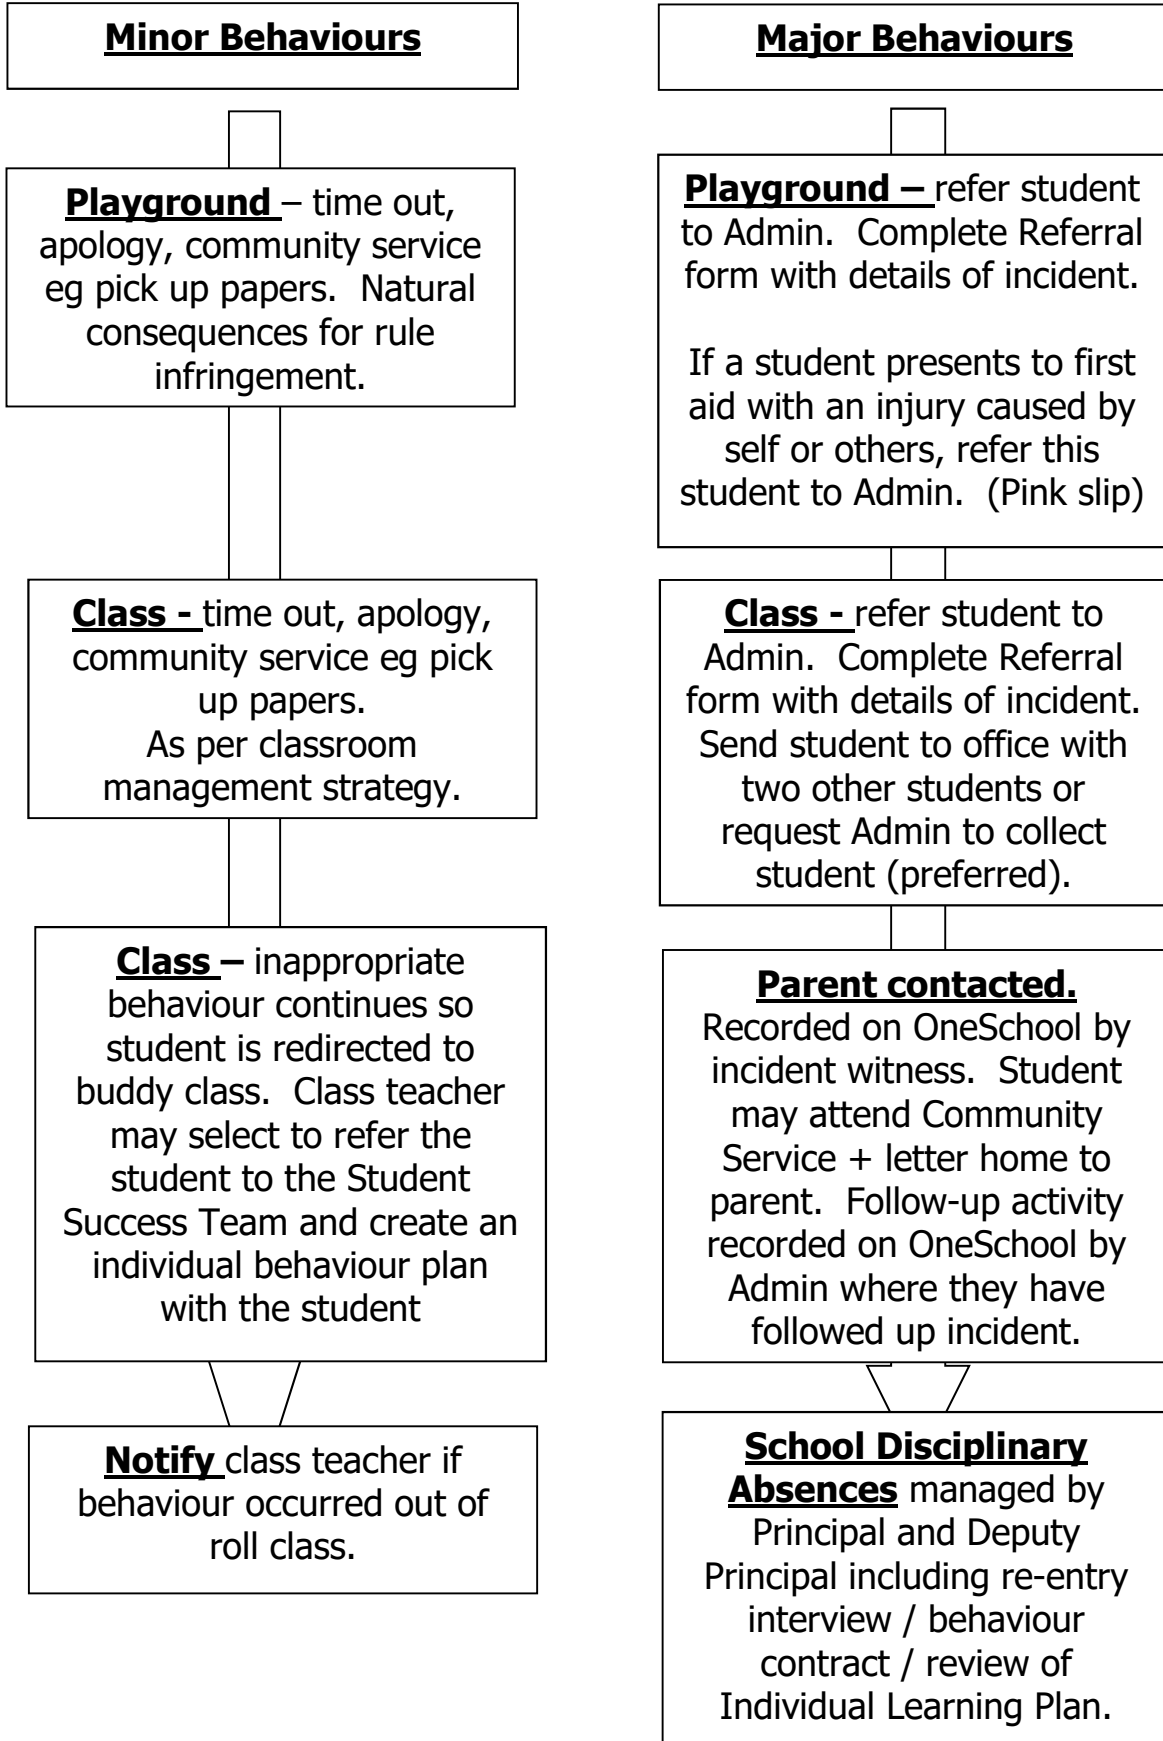 Minor Behaviours
Playground – time out,
apology, community service
eg pick up papers.  Natural
consequences for rule
infringement.
Class - time out, apology,
community service eg pick
up papers.
As per classroom
management strategy.
Class – inappropriate
behaviour continues so
student is redirected to
buddy class.  Class teacher
may select to refer the
student to the Student
Success Team and create an
individual behaviour plan
with the student
Notify class teacher if
behaviour occurred out of
roll class.
Major Behaviours
Playground – refer student
to Admin.  Complete Referral
form with details of incident.
If a student presents to first
aid with an injury caused by
self or others, refer this
student to Admin.  (Pink slip)
Class - refer student to
Admin.  Complete Referral
form with details of incident.
Send student to office with
two other students or
request Admin to collect
student (preferred).
Parent contacted.
Recorded on OneSchool by
incident witness.  Student
may attend Community
Service + letter home to
parent.  Follow-up activity
recorded on OneSchool by
Admin where they have
followed up incident.
School Disciplinary
Absences managed by
Principal and Deputy
Principal including re-entry
interview / behaviour
contract / review of
Individual Learning Plan.